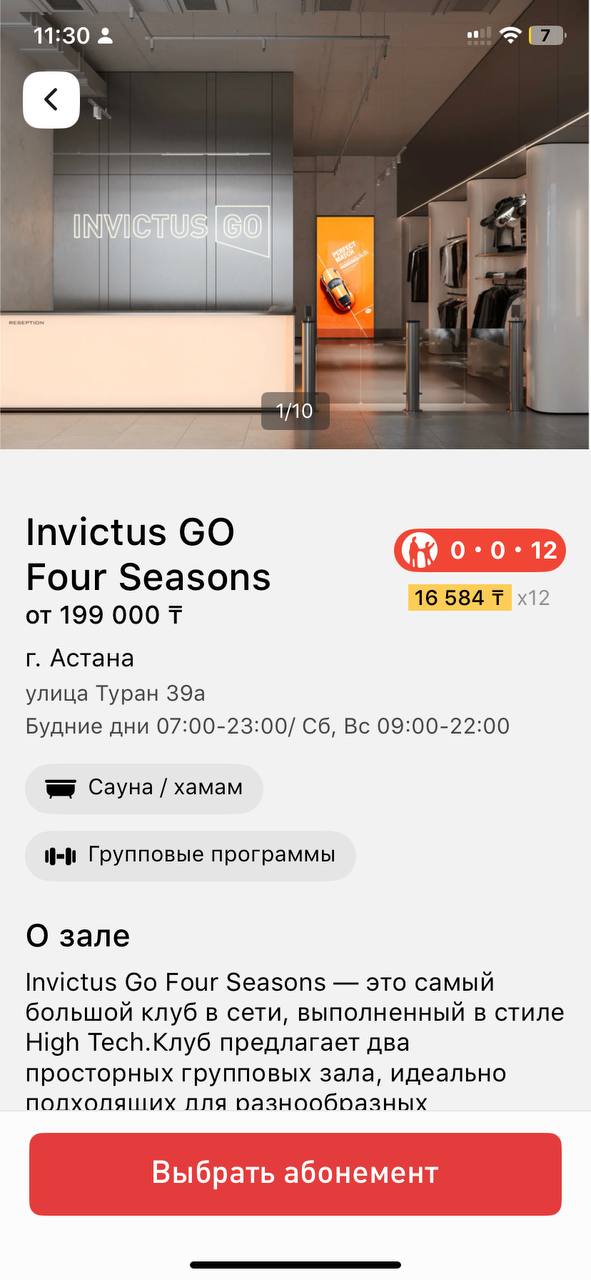 11:30
7
INVICTUS GO
PERFECT
MATCH
RECEPTION
1/10
Invictus GO
Four Seasons
0 • 0 • 12
от 199 000 ₸
16 584 ₸ x12
г. Астана
улица Туран 39а
Будние дни 07:00-23:00/ Сб, Вс 09:00-22:00
Сауна / хамам
Групповые программы
О зале
Invictus Go Four Seasons — это самый
большой клуб в сети, выполненный в стиле
High Tech.Клуб предлагает два
просторных групповых зала, идеально
подходящих для разнообразных
Выбрать абонемент